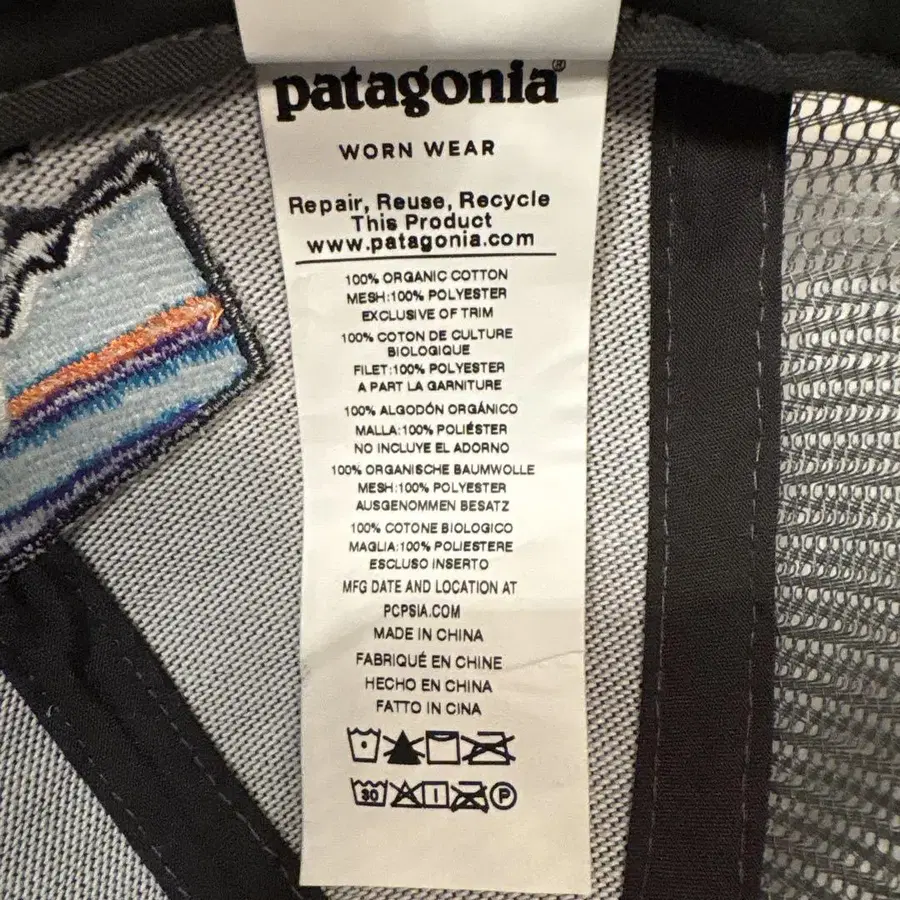 patagonia®
WORN WEAR
Repair, Reuse, Recycle
This Product
www.patagonia.com
100% ORGANIC COTTON
MESH:100% POLYESTER
EXCLUSIVE OF TRIM
100% COTON DE CULTURE
BIOLOGIQUE
FILET:100% POLYESTER
A PART LA GARNITURE
100% ALGODÓN ORGÁNICO
MALLA:100% POLIÉSTER
NO INCLUYE EL ADORNO
100% ORGANISCHE BAUMWOLLE
MESH:100% POLYESTER
AUSGENOMMEN BESATZ
100% COTONE BIOLOGICO
MAGLIA:100% POLIESTERE
ESCLUSO INSERTO
MFG DATE AND LOCATION AT
PCPSIA.COM
MADE IN CHINA
FABRIQUÉ EN CHINE
HECHO EN CHINA
FATTO IN CINA
30 P